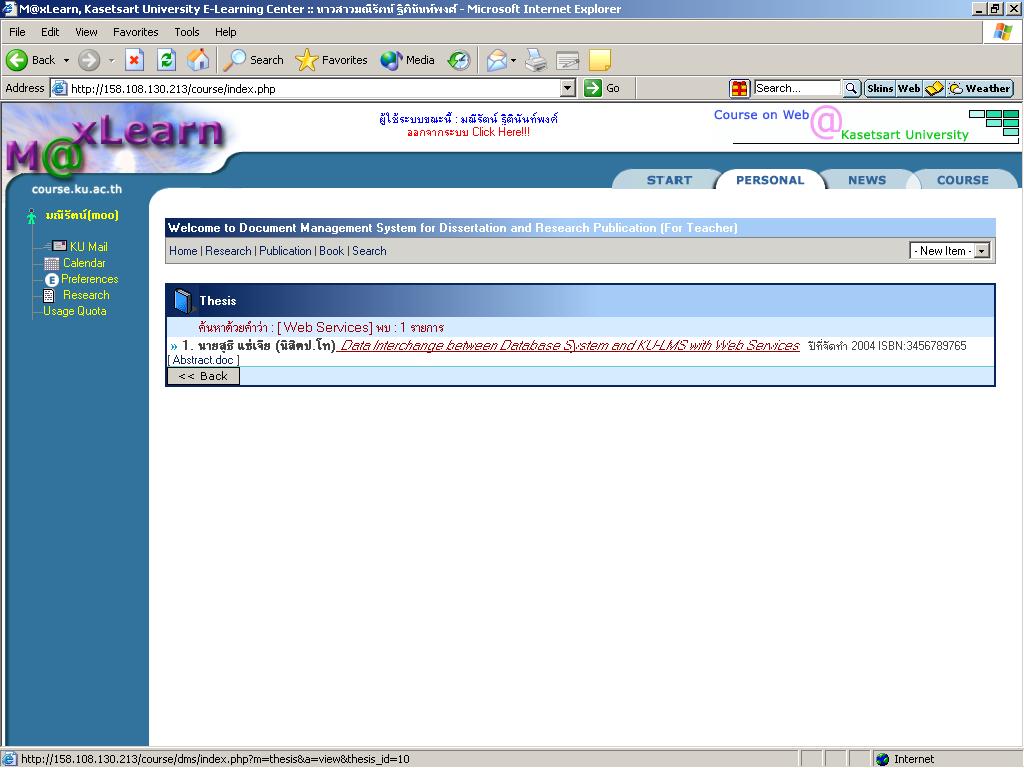 M@xLearn, Kasetsart University E-Learning Center :: นางสาวมณีรัตน์ ฐิตินันท์พงศ์ - Microsoft Internet Explorer
File Edit View Favorites Tools Help
Back Search Favorites Media
Address http://158.108.130.213/course/index.php Go Search... Skins Web Weather
M@xLearn
course.ku.ac.th
ผู้ใช้ระบบขณะนี้ : มณีรัตน์ ฐิตินันท์พงศ์
ออกจากระบบ Click Here!!!
Course on Web @ Kasetsart University
START PERSONAL NEWS COURSE
มณีรัตน์(moo)
KU Mail
Calendar
Preferences
Research
Usage Quota
Welcome to Document Management System for Dissertation and Research Publication (For Teacher)
Home | Research | Publication | Book | Search - New Item -
Thesis
ค้นหาด้วยคำว่า : [ Web Services] พบ : 1 รายการ
» 1. นายสุธี แซ่เจีย (นิสิตป.โท) Data Interchange between Database System and KU-LMS with Web Services ปีที่จัดทำ 2004 ISBN:3456789765
[ Abstract.doc ]
<< Back
http://158.108.130.213/course/dms/index.php?m=thesis&a=view&thesis_id=10 Internet